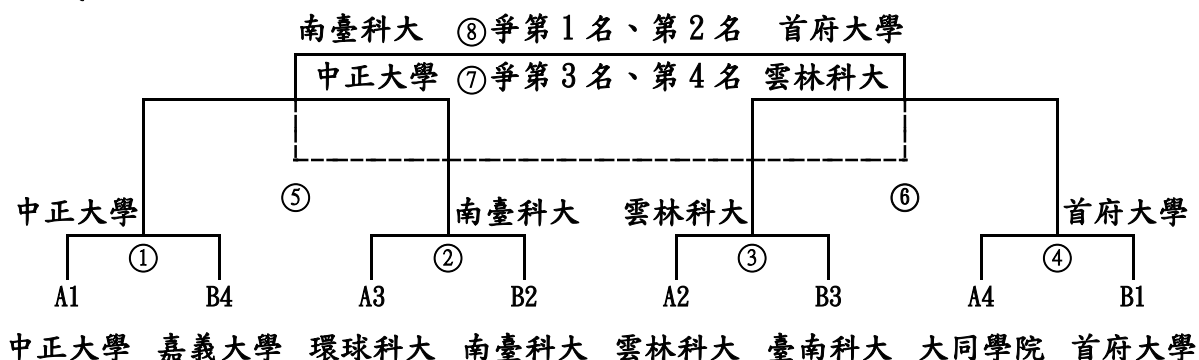 南臺科大 ⑧爭第1名、第2名 首府大學
中正大學 ⑦爭第3名、第4名 雲林科大
⑤ ⑥
中正大學 南臺科大 雲林科大 首府大學
① ② ③ ④
A1 B4 A3 B2 A2 B3 A4 B1
中正大學 嘉義大學 環球科大 南臺科大 雲林科大 臺南科大 大同學院 首府大學